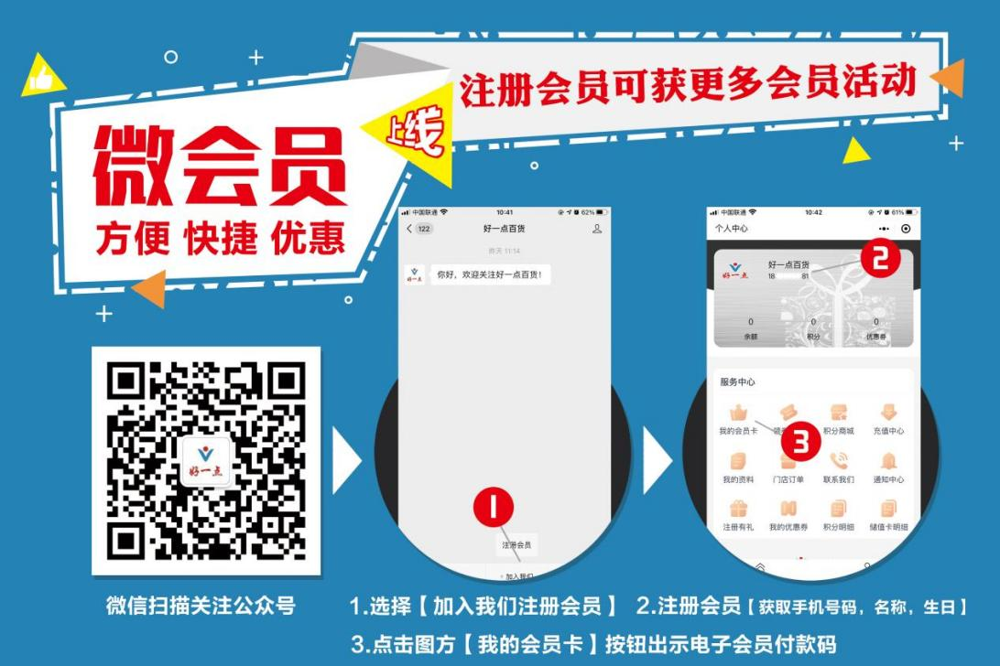 注册会员可获更多会员活动
上线
微会员
方便 快捷 优惠
中国联通 10:41 62%
122 好一点百货
昨天 11:14
好一点
你好，欢迎关注好一点百货！
1
注册会员
加入我们
中国联通 10:42 61%
个人中心
2
好一点
好一点百货
18 81
0 0 0
余额 积分 优惠券
服务中心
我的会员卡 积分商城 充值中心
3
我的资料 门店订单 联系我们 通知中心
注册有礼 我的优惠券 积分明细 储值卡明细
好一点
微信扫描关注公众号
1.选择【加入我们注册会员】 2.注册会员【获取手机号码，名称，生日】
3.点击图方【我的会员卡】按钮出示电子会员付款码